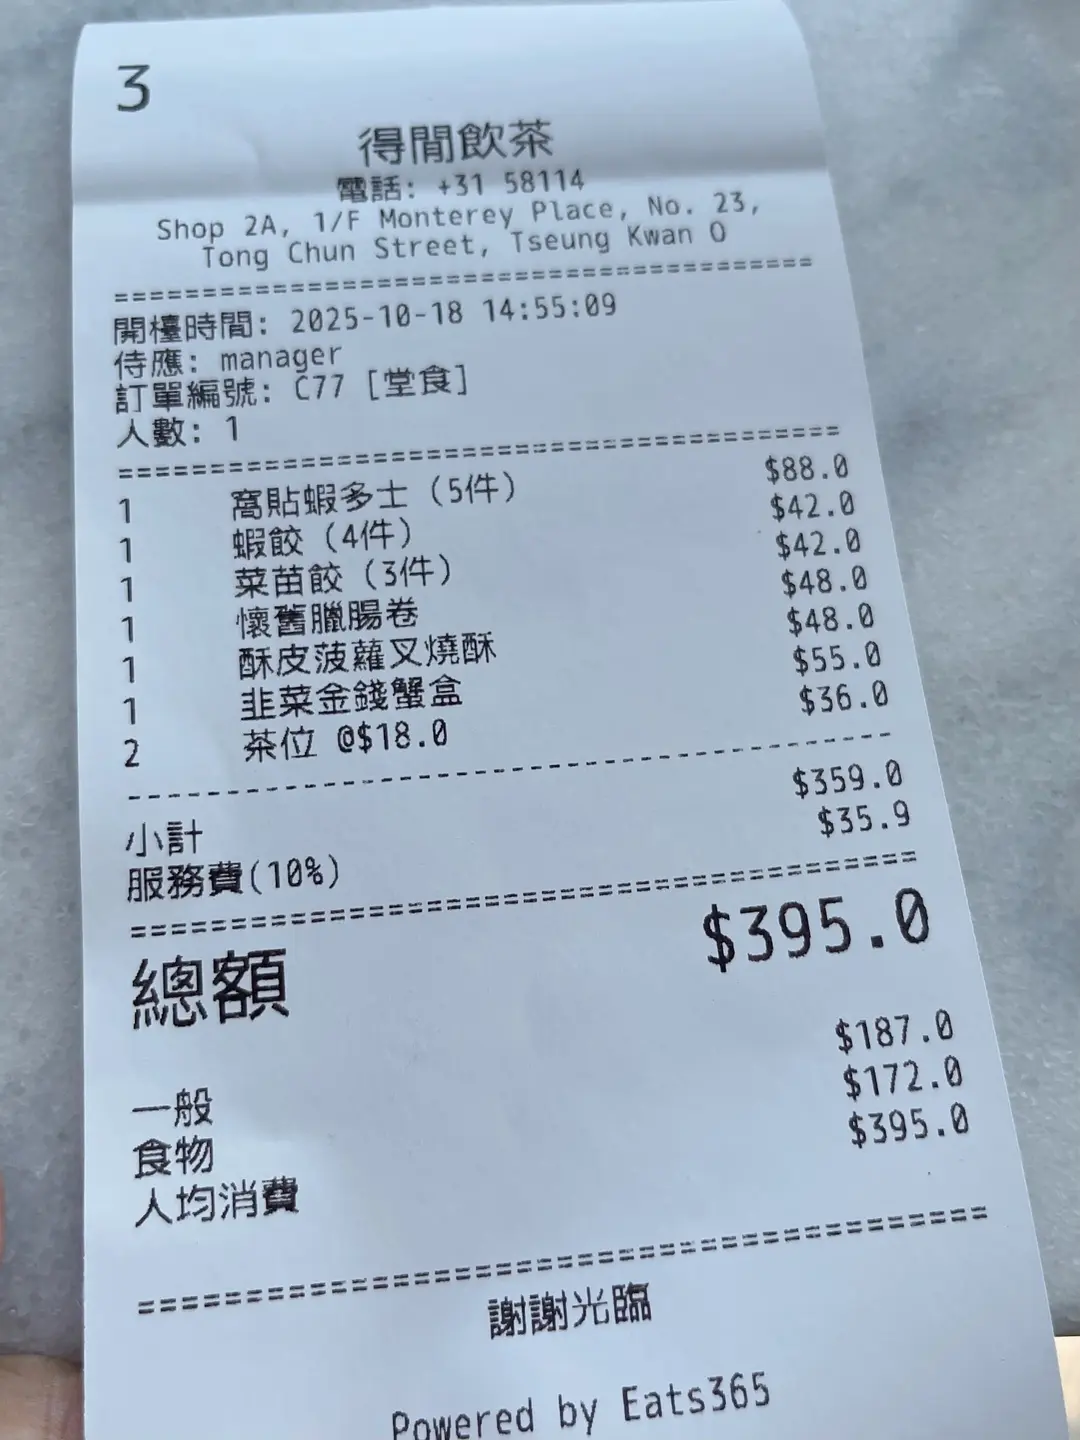 3
得閒飲茶
電話: +31 58114
Shop 2A, 1/F Monterey Place, No. 23,
Tong Chun Street, Tseung Kwan O
開檯時間: 2025-10-18 14:55:09
侍應: manager
訂單編號: C77 [堂食]
人數: 1
1 窩貼蝦多士 (5件) $88.0
1 蝦餃 (4件) $42.0
1 菜苗餃 (3件) $42.0
1 懷舊臘腸卷 $48.0
1 酥皮菠蘿叉燒酥 $48.0
1 韭菜金錢蟹盒 $55.0
2 茶位 @$18.0 $36.0
小計 $359.0
服務費(10%) $35.9
總額 $395.0
一般 $187.0
食物 $172.0
人均消費 $395.0
謝謝光臨
Powered by Eats365